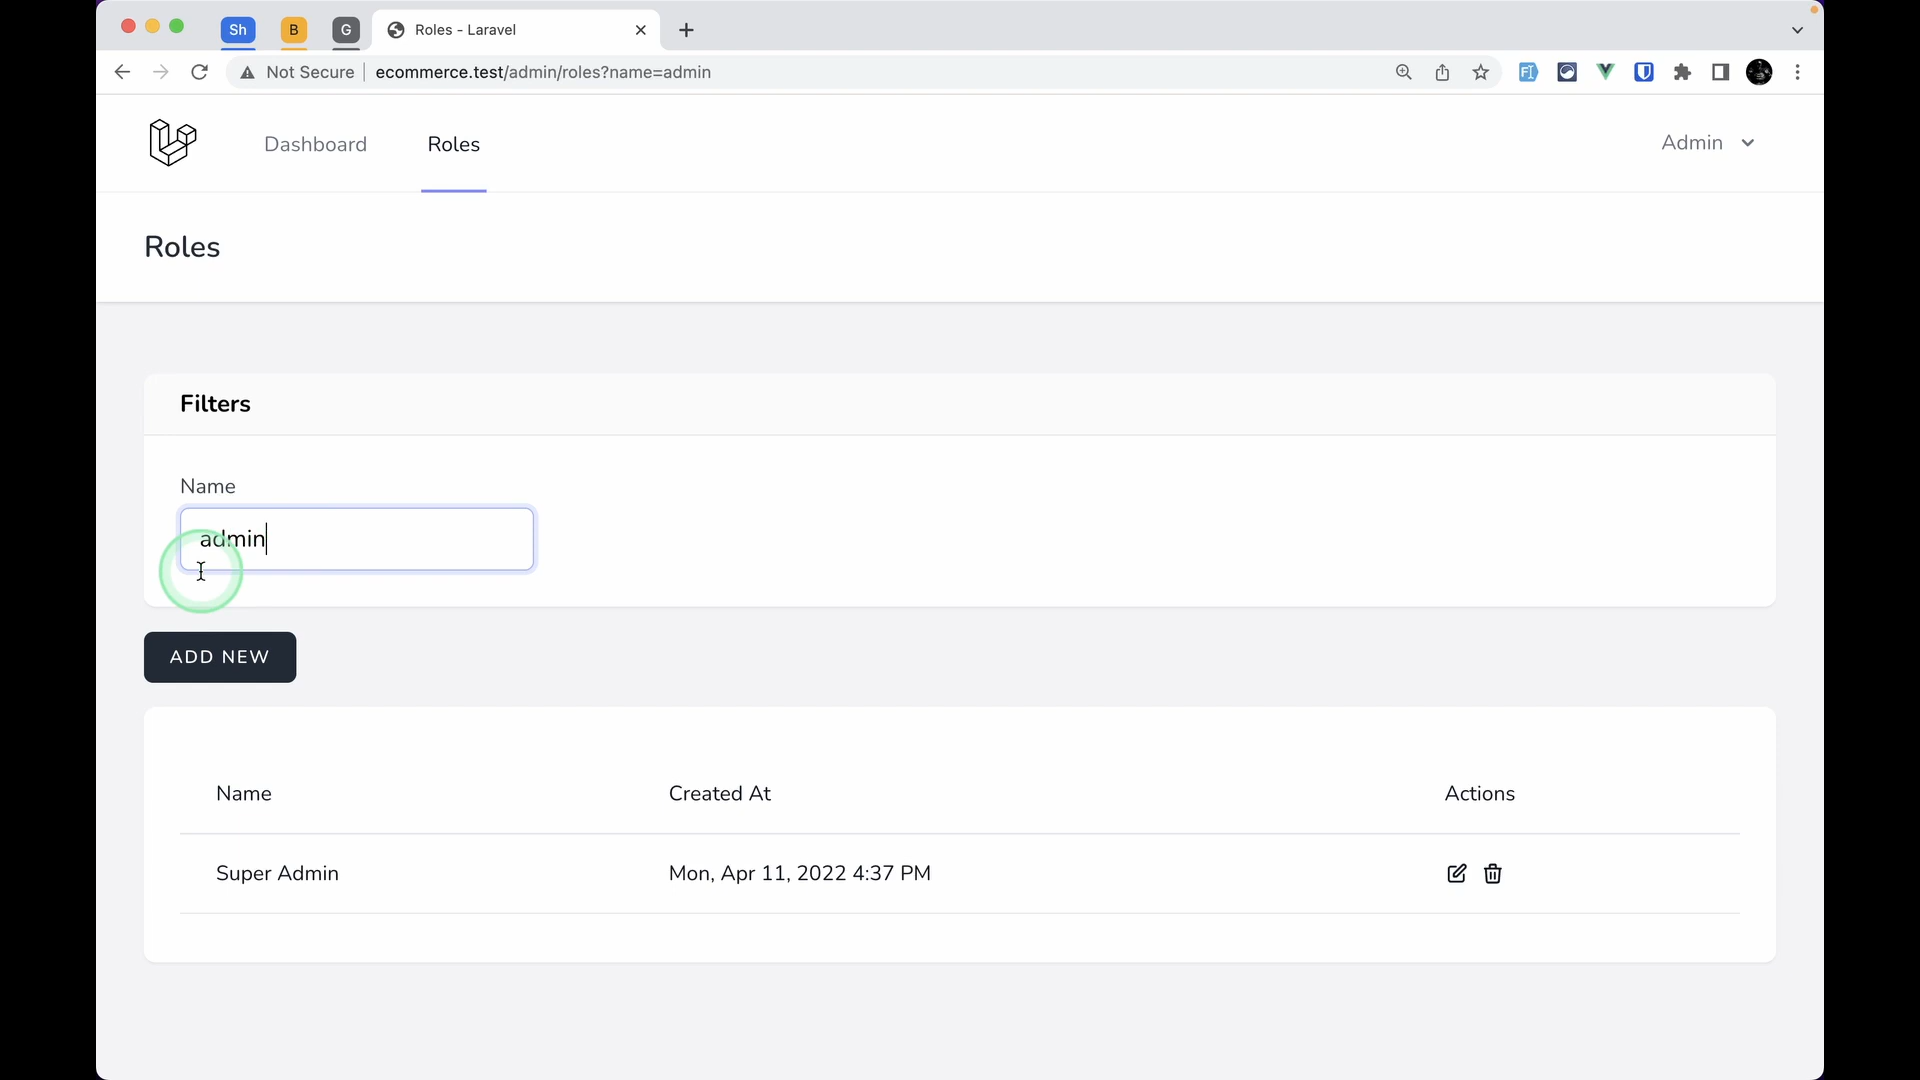 Sh B G Roles - Laravel
Not Secure ecommerce.test/admin/roles?name=admin
Dashboard Roles Admin
Roles
Filters
Name
admin
ADD NEW
Name Created At Actions
Super Admin Mon, Apr 11, 2022 4:37 PM